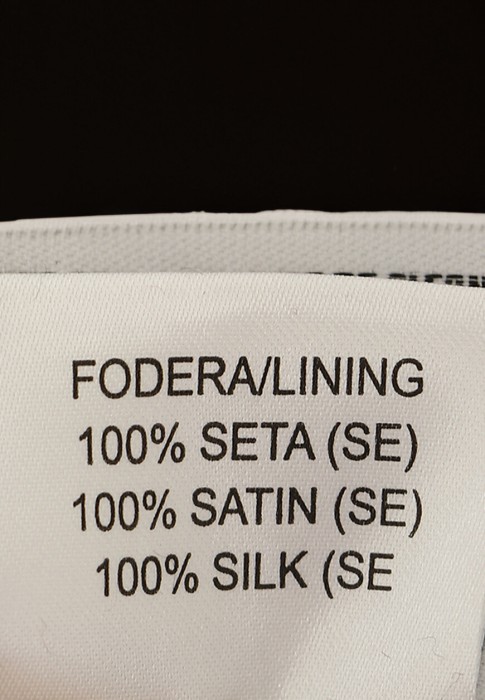 FODERA/LINING
100% SETA (SE)
100% SATIN (SE)
100% SILK (SE